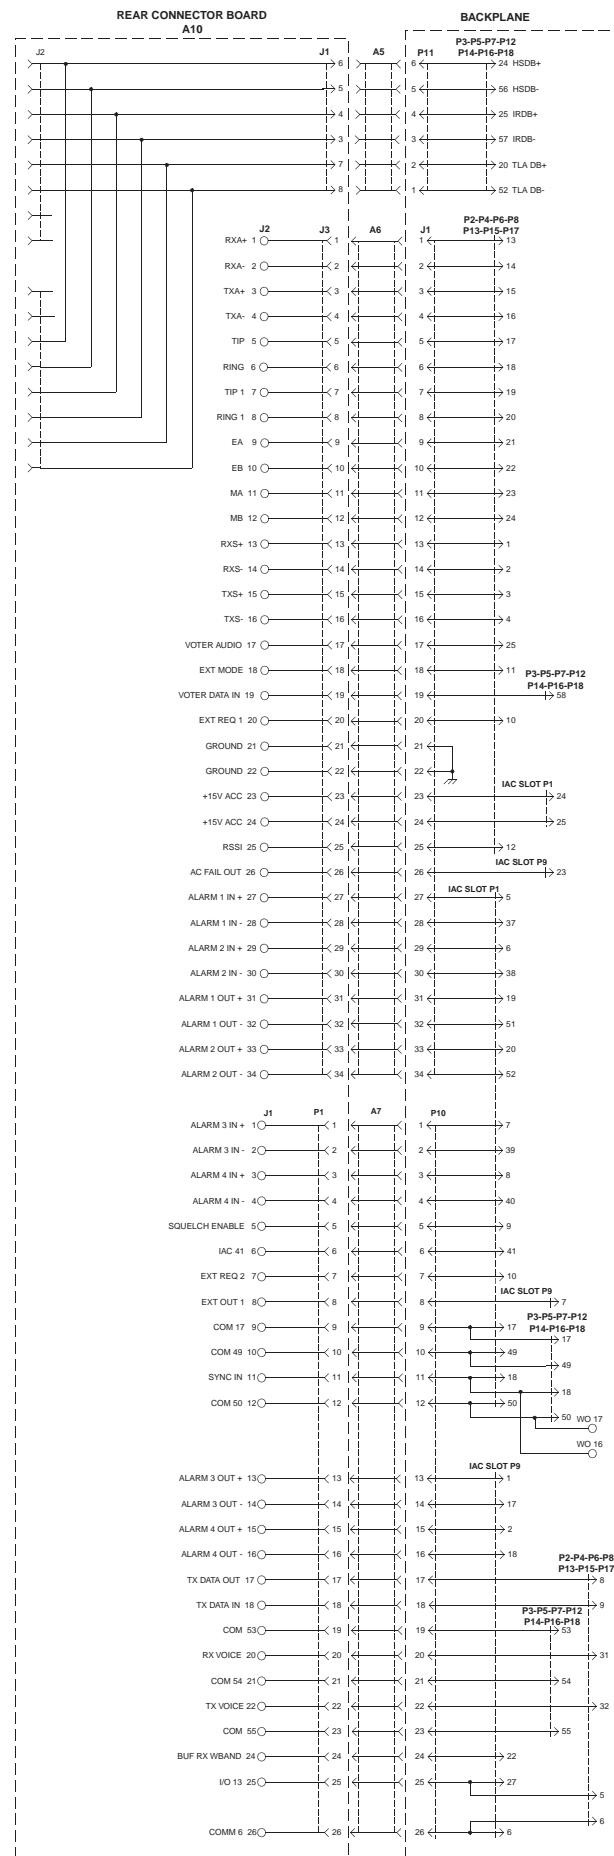 REAR CONNECTOR BOARD
A10
BACKPLANE
J2
J1
A5
P11
P3-P5-P7-P12
P14-P16-P18
6 6 24 HSDB+
5 5 56 HSDB-
4 4 25 IRDB+
3 3 57 IRDB-
7 2 20 TLA DB+
8 1 52 TLA DB-
J2 J3 A6 J1
P2-P4-P6-P8
P13-P15-P17
RXA+ 1 1 1 13
RXA- 2 2 2 14
TXA+ 3 3 3 15
TXA- 4 4 4 16
TIP 5 5 5 17
RING 6 6 6 18
TIP 1 7 7 7 19
RING 1 8 8 8 20
EA 9 9 9 21
EB 10 10 10 22
MA 11 11 11 23
MB 12 12 12 24
RXS+ 13 13 13 1
RXS- 14 14 14 2
TXS+ 15 15 15 3
TXS- 16 16 16 4
VOTER AUDIO 17 17 17 25
EXT MODE 18 18 18 11
P3-P5-P7-P12
P14-P16-P18
VOTER DATA IN 19 19 19 58
EXT REQ 1 20 20 20 10
GROUND 21 21 21
GROUND 22 22 22
IAC SLOT P1
+15V ACC 23 23 23 24
+15V ACC 24 24 24 25
RSSI 25 25 25 12
IAC SLOT P9
AC FAIL OUT 26 26 26 23
IAC SLOT P1
ALARM 1 IN + 27 27 27 5
ALARM 1 IN - 28 28 28 37
ALARM 2 IN + 29 29 29 6
ALARM 2 IN - 30 30 30 38
ALARM 1 OUT + 31 31 31 19
ALARM 1 OUT - 32 32 32 51
ALARM 2 OUT + 33 33 33 20
ALARM 2 OUT - 34 34 34 52
J1 P1 A7 P10
ALARM 3 IN + 1 1 1 7
ALARM 3 IN - 2 2 2 39
ALARM 4 IN + 3 3 3 8
ALARM 4 IN - 4 4 4 40
SQUELCH ENABLE 5 5 5 9
IAC 41 6 6 6 41
EXT REQ 2 7 7 7 10
IAC SLOT P9
EXT OUT 1 8 8 8 7
P3-P5-P7-P12
P14-P16-P18
COM 17 9 9 9 17
17
COM 49 10 10 10 49
49
SYNC IN 11 11 11 18
18
COM 50 12 12 12 50
50 WO 17
WO 16
IAC SLOT P9
ALARM 3 OUT + 13 13 13 1
ALARM 3 OUT - 14 14 14 17
ALARM 4 OUT + 15 15 15 2
ALARM 4 OUT - 16 16 16 18
P2-P4-P6-P8
P13-P15-P17
TX DATA OUT 17 17 17 8
TX DATA IN 18 18 18 9
P3-P5-P7-P12
P14-P16-P18
COM 53 19 19 53
RX VOICE 20 20 20 31
COM 54 21 21 21 54
TX VOICE 22 22 22 32
COM 55 23 23 55
BUF RX WBAND 24 24 24 22
I/O 13 25 25 25 27
5
6
COMM 6 26 26 26 6